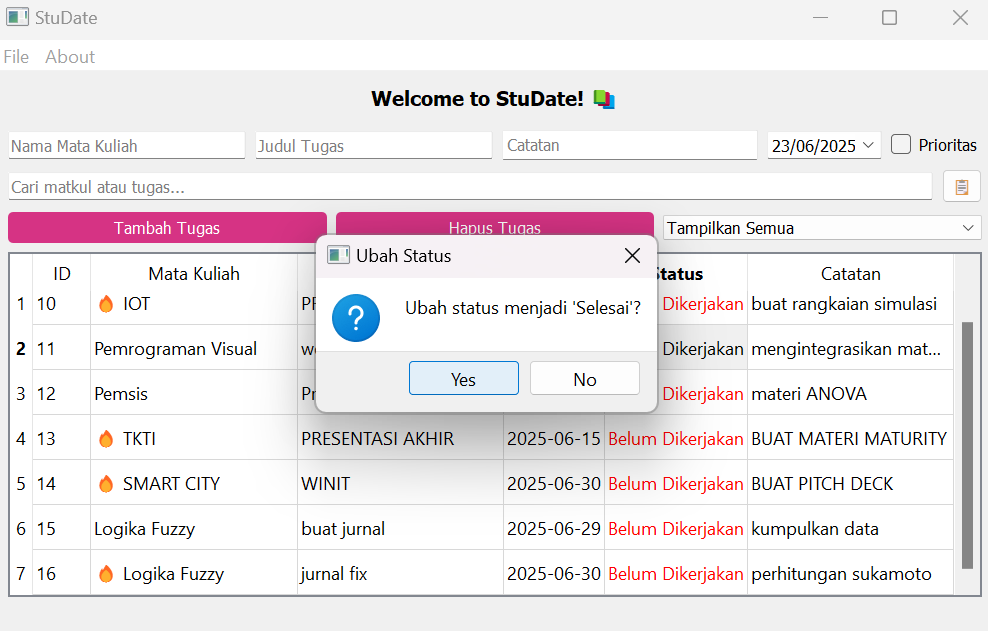 StuDate
File About
Welcome to StuDate!
Nama Mata Kuliah Judul Tugas Catatan 23/06/2025 Prioritas
Cari matkul atau tugas...
Tambah Tugas Hapus Tugas Tampilkan Semua
Ubah Status
Ubah status menjadi 'Selesai'?
Yes No
ID Mata Kuliah Status Catatan
1 10 IOT Dikerjakan buat rangkaian simulasi
2 11 Pemrograman Visual Dikerjakan mengintegrasikan mat...
3 12 Pemsis Dikerjakan materi ANOVA
4 13 TKTI PRESENTASI AKHIR 2025-06-15 Belum Dikerjakan BUAT MATERI MATURITY
5 14 SMART CITY WINIT 2025-06-30 Belum Dikerjakan BUAT PITCH DECK
6 15 Logika Fuzzy buat jurnal 2025-06-29 Belum Dikerjakan kumpulkan data
7 16 Logika Fuzzy jurnal fix 2025-06-30 Belum Dikerjakan perhitungan sukamoto